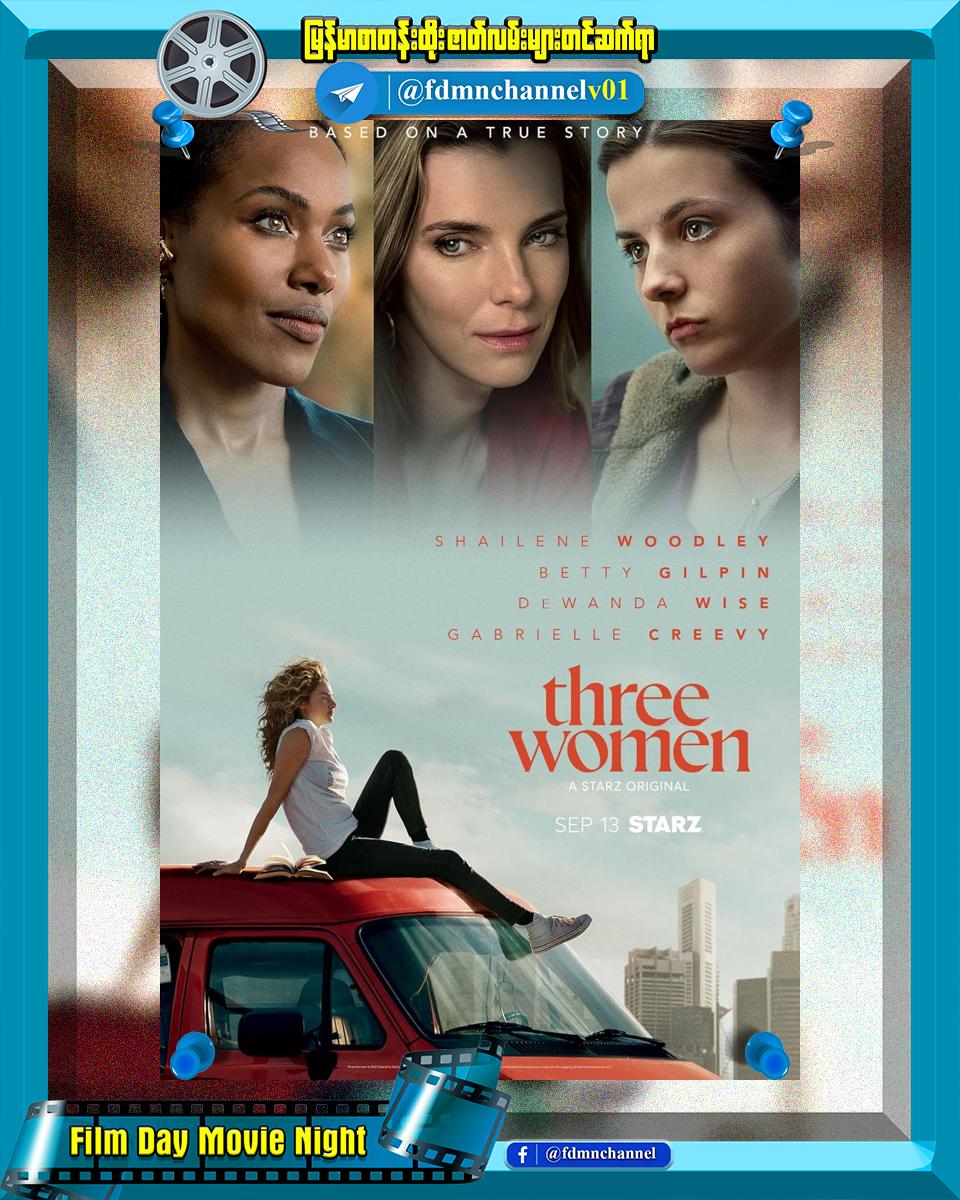 မြန်မာစာတန်းထိုးဇာတ်လမ်းများတင်ဆက်ရာ
@fdmnchannelv01
BASED ON A TRUE STORY
SHAILENE WOODLEY
BETTY GILPIN
DEWANDA WISE
GABRIELLE CREEVY
three
women
A STARZ ORIGINAL
SEP 13 STARZ
Film Day Movie Night
@fdmnchannel